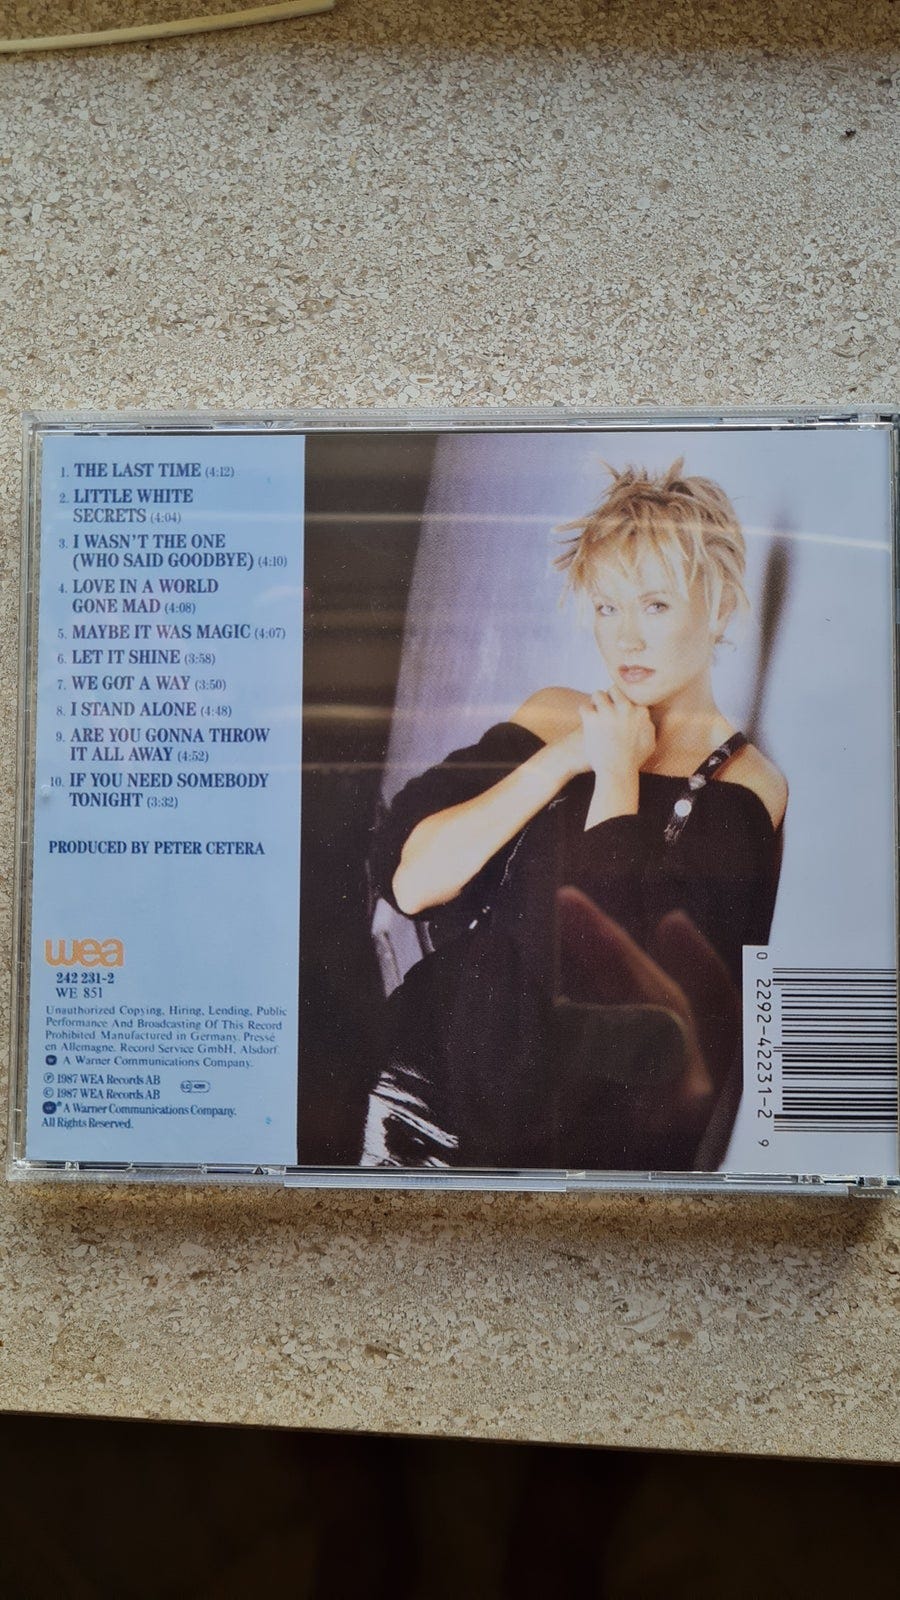 1. THE LAST TIME (4:12)
2. LITTLE WHITE
SECRETS (4:04)
3. I WASN'T THE ONE
(WHO SAID GOODBYE) (4:10)
4. LOVE IN A WORLD
GONE MAD (4:08)
5. MAYBE IT WAS MAGIC (4:07)
6. LET IT SHINE (3:58)
7. WE GOT A WAY (3:50)
8. I STAND ALONE (4:48)
9. ARE YOU GONNA THROW
IT ALL AWAY (4:52)
10. IF YOU NEED SOMEBODY
TONIGHT (3:32)
PRODUCED BY PETER CETERA
wea
242 231-2
WE 851
Unauthorized Copying, Hiring, Lending, Public
Performance And Broadcasting Of This Record
Prohibited. Manufactured in Germany. Pressé
en Allemagne. Record Service GmbH, Alsdorf.
A Warner Communications Company.
℗ 1987 WEA Records AB
© 1987 WEA Records AB
® A Warner Communications Company.
All Rights Reserved.
0 2292-42231-2 9